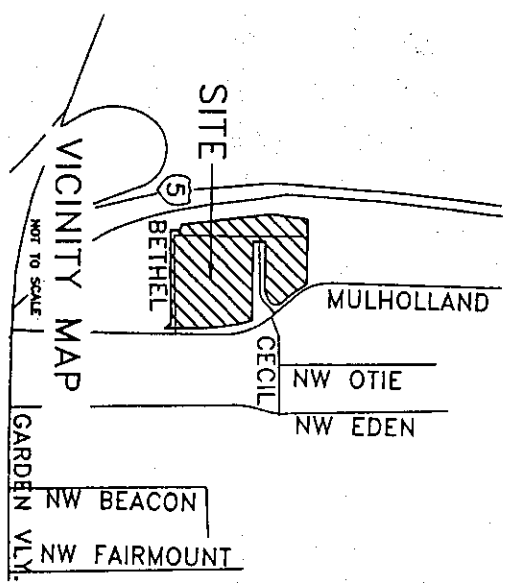 SITE
5
VICINITY MAP
NOT TO SCALE
BETHEL
MULHOLLAND
CECIL
NW OTIE
NW EDEN
GARDEN VLY.
NW BEACON
NW FAIRMOUNT